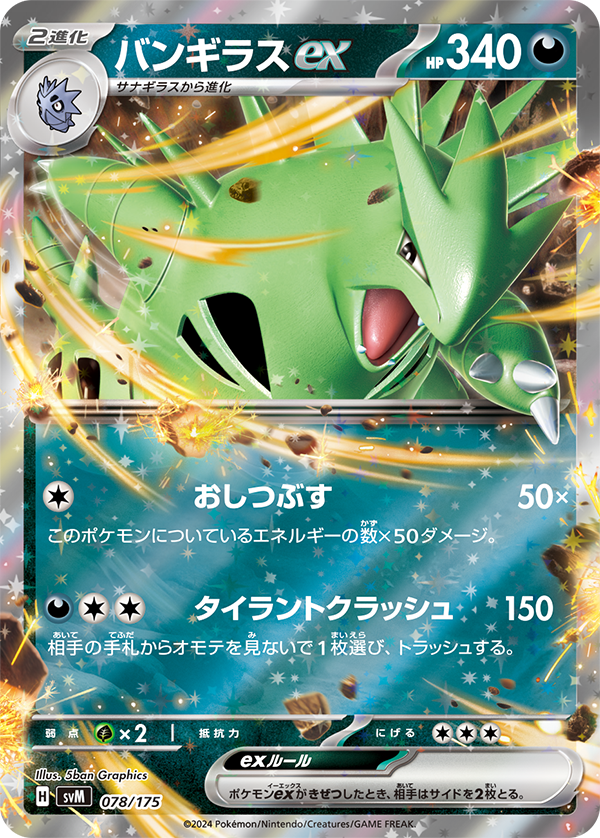 2進化
バンギラスex
HP340
サナギラスから進化
おしつぶす 50×
このポケモンについているエネルギーの数×50ダメージ。
タイラントクラッシュ 150
相手の手札からオモテを見ないで1枚選び、トラッシュする。
弱点 ×2 抵抗力 にげる
exルール
ポケモンexがきぜつしたとき、相手はサイドを2枚とる。
Illus. 5ban Graphics
H svM 078/175
©2024 Pokémon/Nintendo/Creatures/GAME FREAK